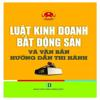 LUẬT KINH DOANH
BẤT ĐỘNG SẢN
VÀ VĂN BẢN
HƯỚNG DẪN THI HÀNH